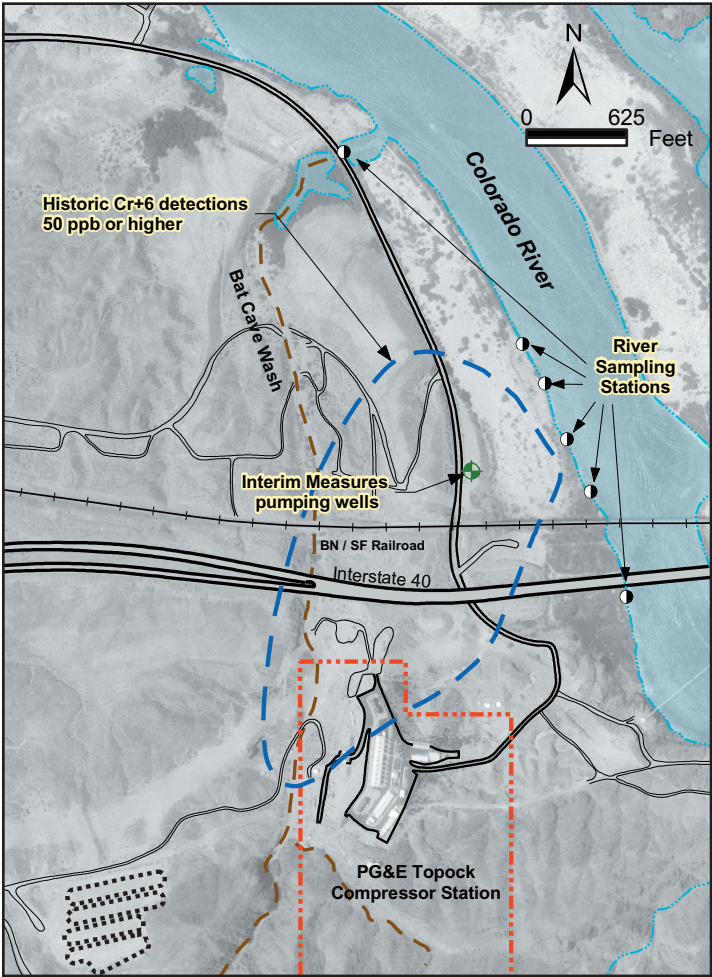 N
0 625
Feet
Colorado River
Historic Cr+6 detections
50 ppb or higher
Bat Cave Wash
River
Sampling
Stations
Interim Measures
pumping wells
BN / SF Railroad
Interstate 40
PG&E Topock
Compressor Station